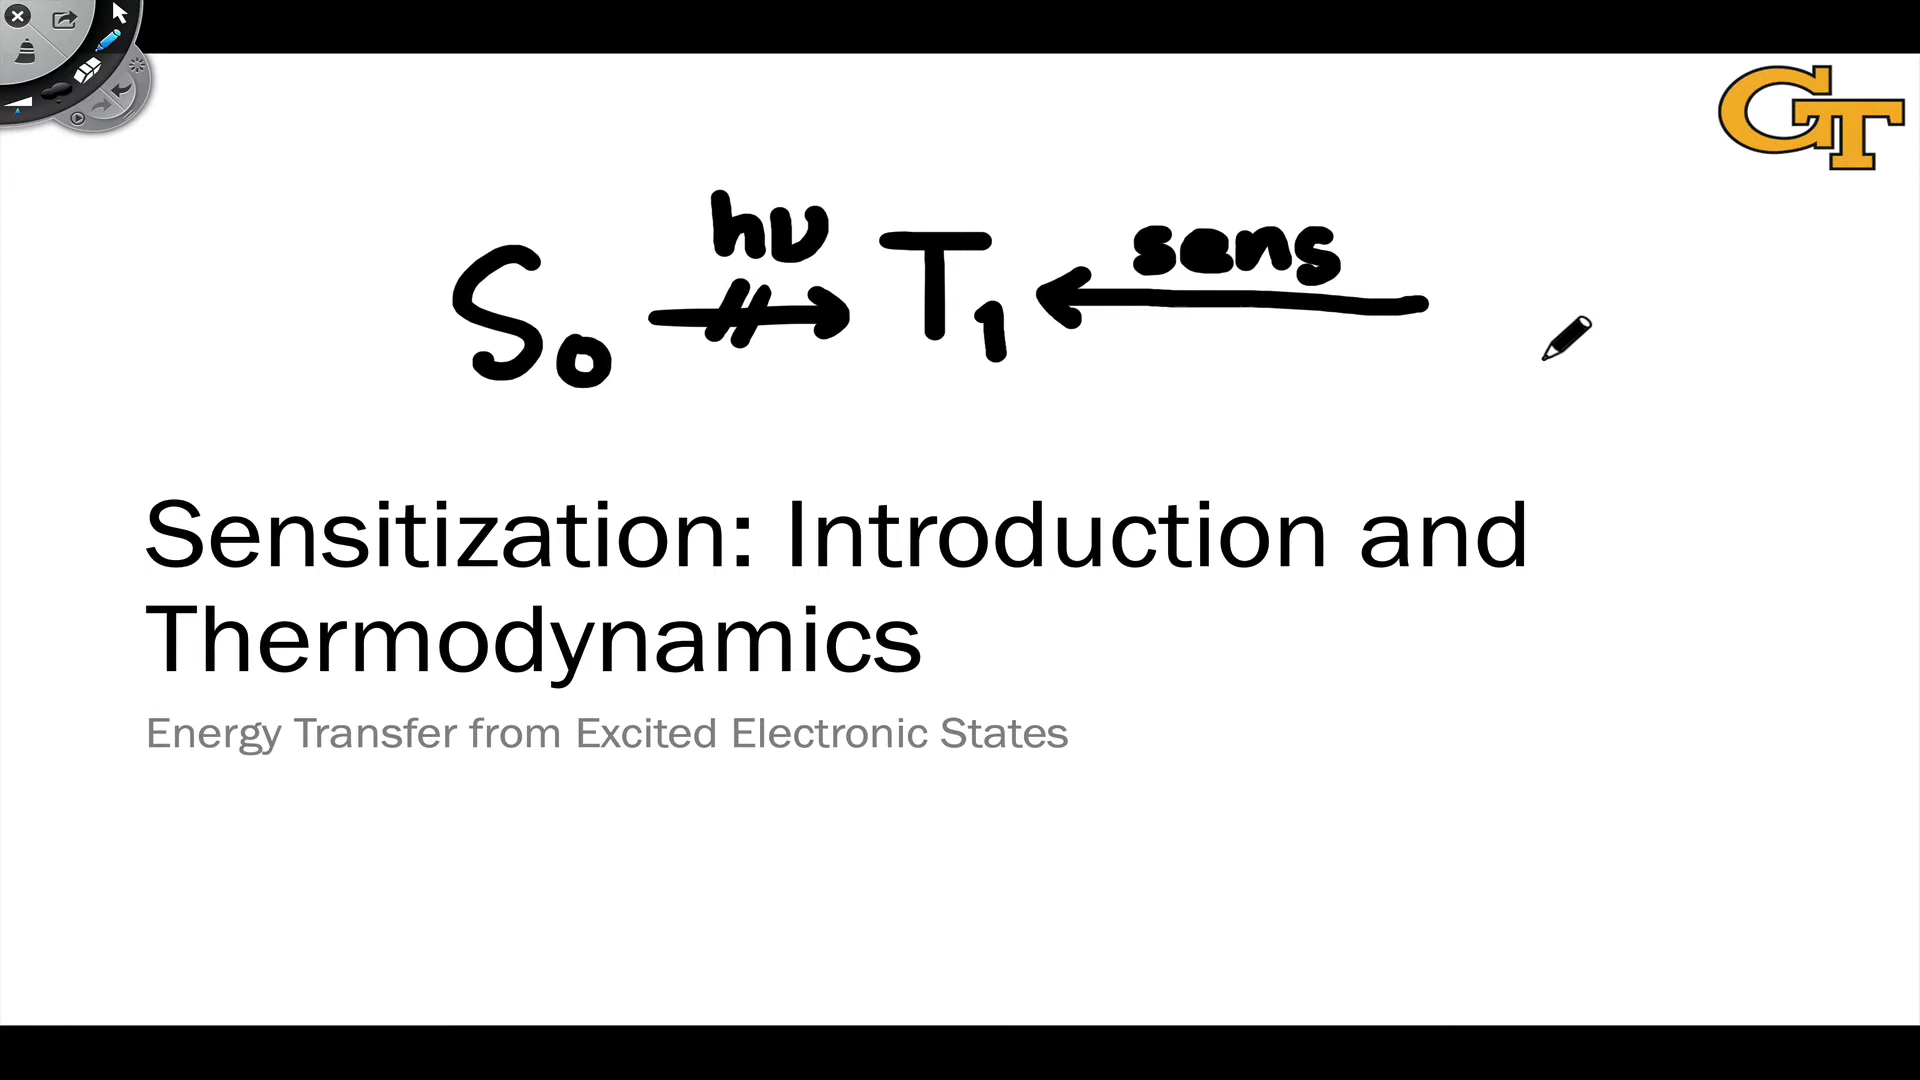 hν
sens
S₀ T₁
GT
Sensitization: Introduction and
Thermodynamics
Energy Transfer from Excited Electronic States